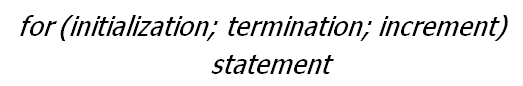 for (initialization; termination; increment)
statement